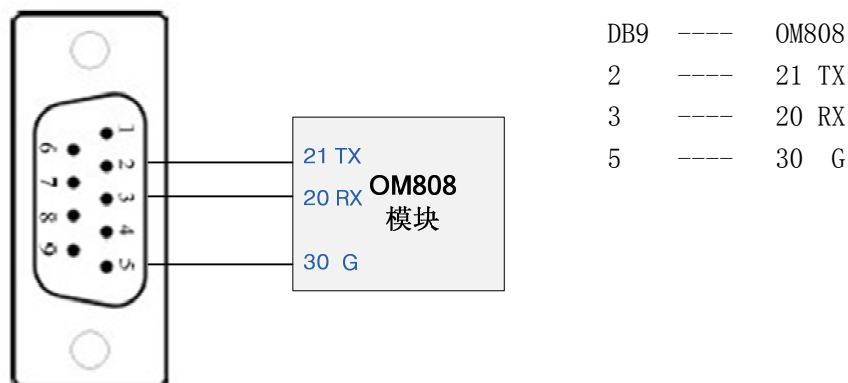 1
2
3
4
5
6
7
8
9
21 TX
20 RX
30 G
OM808
模块
DB9 ---- OM808
2 ---- 21 TX
3 ---- 20 RX
5 ---- 30 G